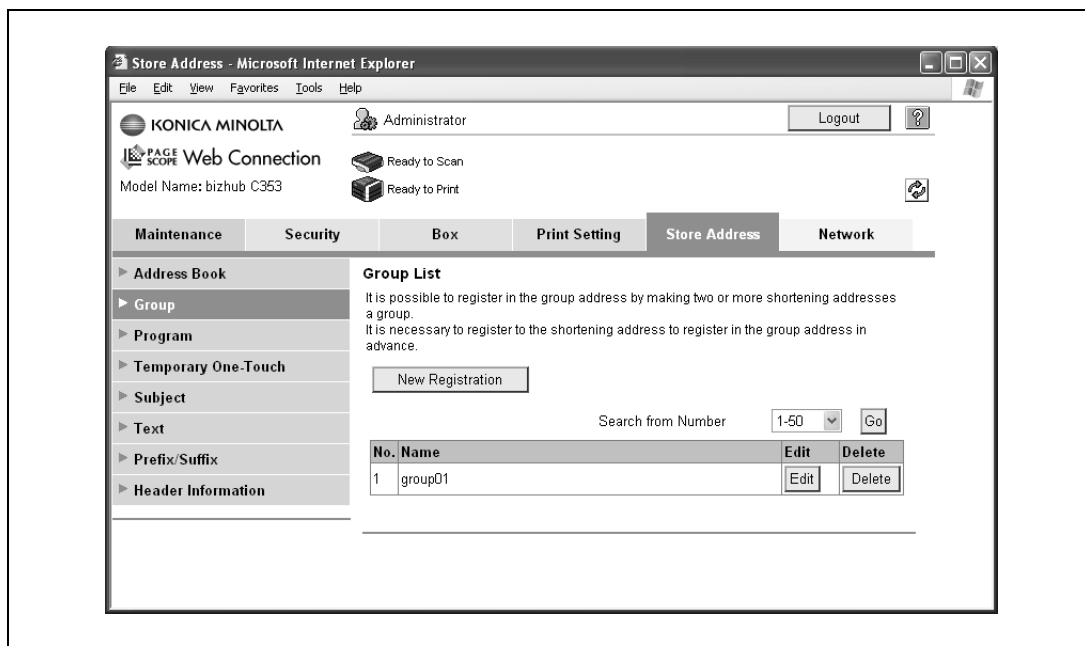 Store Address - Microsoft Internet Explorer
File Edit View Favorites Tools Help
KONICA MINOLTA
Administrator
Logout
?
PAGE SCOPE Web Connection
Ready to Scan
Model Name: bizhub C353
Ready to Print
Maintenance Security Box Print Setting Store Address Network
Address Book
Group
Program
Temporary One-Touch
Subject
Text
Prefix/Suffix
Header Information
Group List
It is possible to register in the group address by making two or more shortening addresses
a group.
It is necessary to register to the shortening address to register in the group address in
advance.
New Registration
Search from Number 1-50 Go
No. Name Edit Delete
1 group01 Edit Delete